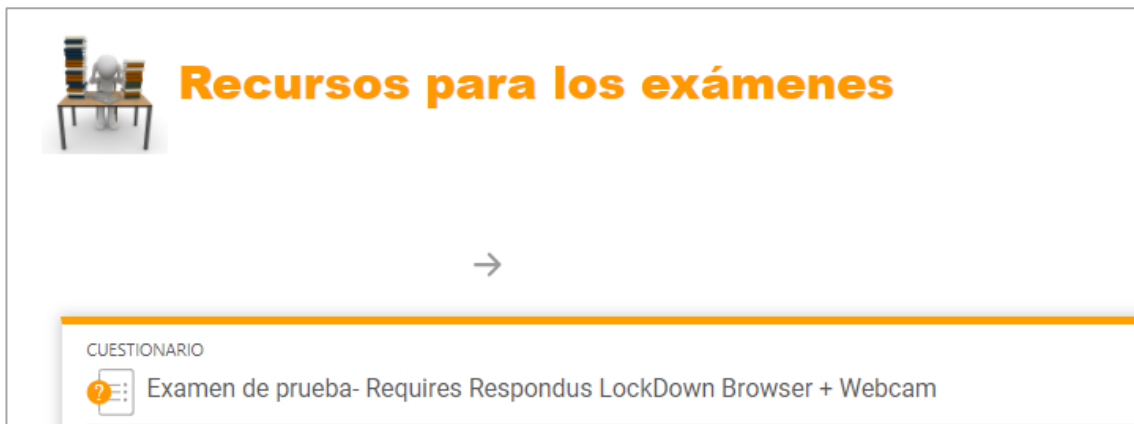 Recursos para los exámenes
CUESTIONARIO
Examen de prueba- Requires Respondus LockDown Browser + Webcam